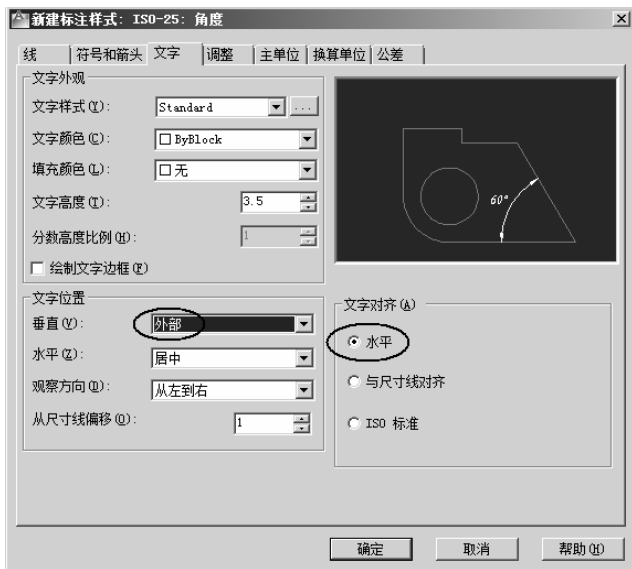 新建标注样式: ISO-25: 角度
线 符号和箭头 文字 调整 主单位 换算单位 公差
文字外观
文字样式(Y): Standard ...
文字颜色(C): ByBlock
填充颜色(L): 无
文字高度(T): 3.5
分数高度比例(H): 1
绘制文字边框(F)
60°
文字位置
垂直(V): 外部
水平(Z): 居中
观察方向(D): 从左到右
从尺寸线偏移(O): 1
文字对齐(A)
水平
与尺寸线对齐
ISO 标准
确定 取消 帮助(H)